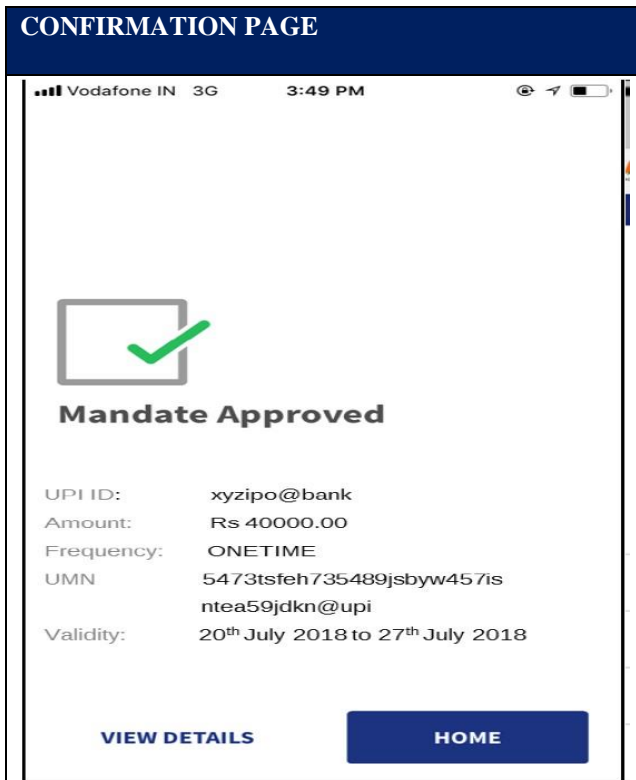 CONFIRMATION PAGE
Vodafone IN 3G 3:49 PM
Mandate Approved
UPI ID: xyzipo@bank
Amount: Rs 40000.00
Frequency: ONETIME
UMN 5473tsfeh735489jsbyw457is
ntea59jdkn@upi
Validity: 20th July 2018 to 27th July 2018
VIEW DETAILS HOME